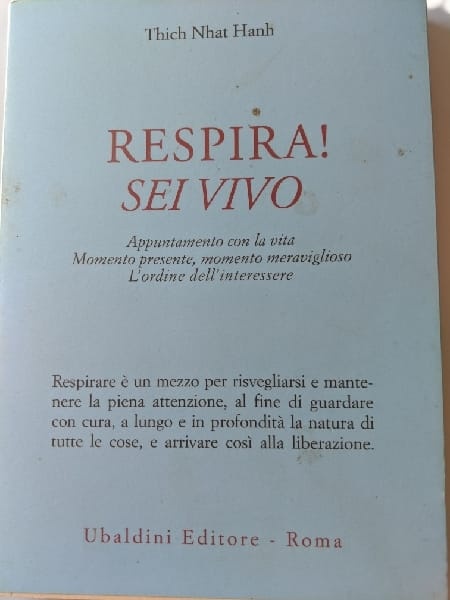 Thich Nhat Hanh
RESPIRA!
SEI VIVO
Appuntamento con la vita
Momento presente, momento meraviglioso
L'ordine dell'interessere
Respirare è un mezzo per risvegliarsi e mante-
nere la piena attenzione, al fine di guardare
con cura, a lungo e in profondità la natura di
tutte le cose, e arrivare così alla liberazione.
Ubaldini Editore - Roma